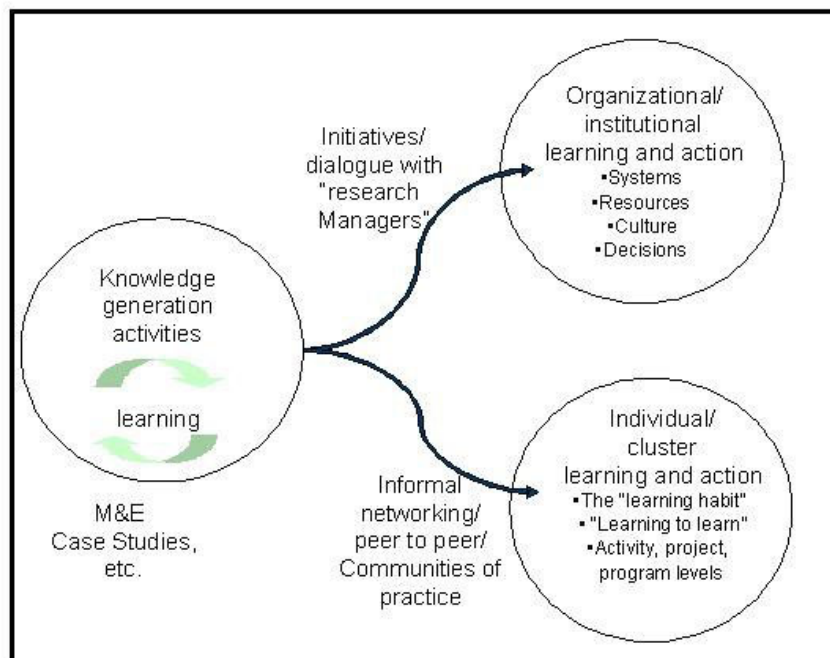 Knowledge
generation
activities
learning
M&E
Case Studies,
etc.
Initiatives/
dialogue with
"research
Managers"
Organizational/
institutional
learning and action
▪Systems
▪Resources
▪Culture
▪Decisions
Informal
networking/
peer to peer/
Communities of
practice
Individual/
cluster
learning and action
▪The "learning habit"
▪"Learning to learn"
▪Activity, project,
program levels